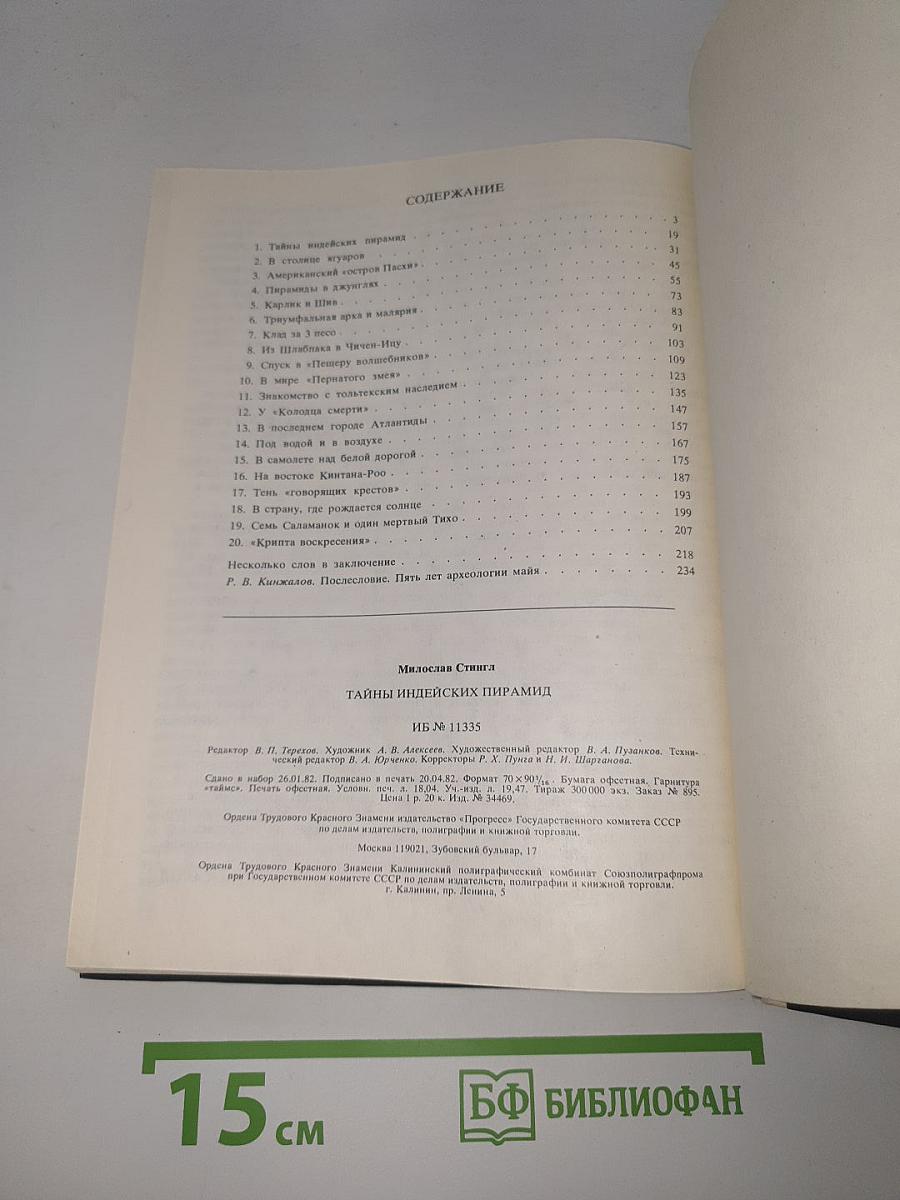 СОДЕРЖАНИЕ
1. Тайны индейских пирамид . . . 3
2. В столице ягуаров . . . 19
3. Американский «остров Пасхи» . . . 31
4. Пирамиды в джунглях . . . 45
5. Карлик и Шив . . . 55
6. Триумфальная арка и малярия . . . 73
7. Клад за 3 песо . . . 83
8. Из Шлабпака в Чичен-Ицу . . . 91
9. Спуск в «Пещеру волшебников» . . . 103
10. В мире «Пернатого змея» . . . 109
11. Знакомство с тольтекским наследием . . . 123
12. У «Колодца смерти» . . . 135
13. В последнем городе Атлантиды . . . 147
14. Под водой и в воздухе . . . 157
15. В самолете над белой дорогой . . . 167
16. На востоке Кинтана-Роо . . . 175
17. Тень «говорящих крестов» . . . 187
18. В страну, где рождается солнце . . . 193
19. Семь Саламанок и один мертвый Тихо . . . 199
20. «Крипта воскресения» . . . 207
Несколько слов в заключение . . . 218
Р. В. Кинжалов. Послесловие. Пять лет археологии майя . . . 234
Милослав Стингл
ТАЙНЫ ИНДЕЙСКИХ ПИРАМИД
ИБ № 11335
Редактор В. П. Терехов. Художник А. В. Алексеев. Художественный редактор В. А. Пузанков. Техни-
ческий редактор В. А. Юрченко. Корректоры Р. Х. Пунга и Н. И. Шарганова.
Сдано в набор 26.01.82. Подписано в печать 20.04.82. Формат 70×90 1/16. Бумага офсетная. Гарнитура
«таймс». Печать офсетная. Условн. печ. л. 18,04. Уч.-изд. л. 19,47. Тираж 300 000 экз. Заказ № 895.
Цена 1 р. 20 к. Изд. № 34469.
Ордена Трудового Красного Знамени издательство «Прогресс» Государственного комитета СССР
по делам издательств, полиграфии и книжной торговли.
Москва 119021, Зубовский бульвар, 17
Ордена Трудового Красного Знамени Калининский полиграфический комбинат Союзполиграфпрома
при Государственном комитете СССР по делам издательств, полиграфии и книжной торговли.
г. Калинин, пр. Ленина, 5
15 см
БФ БИБЛИОФАН